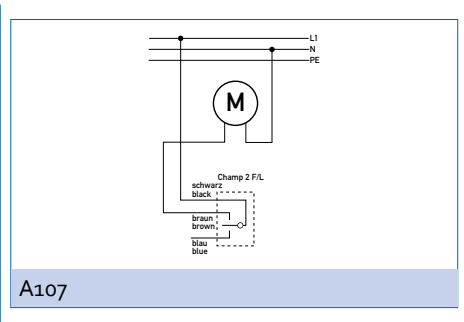 L1
N
PE
M
Champ 2 F/L
schwarz
black
braun
brown
blau
blue
A107